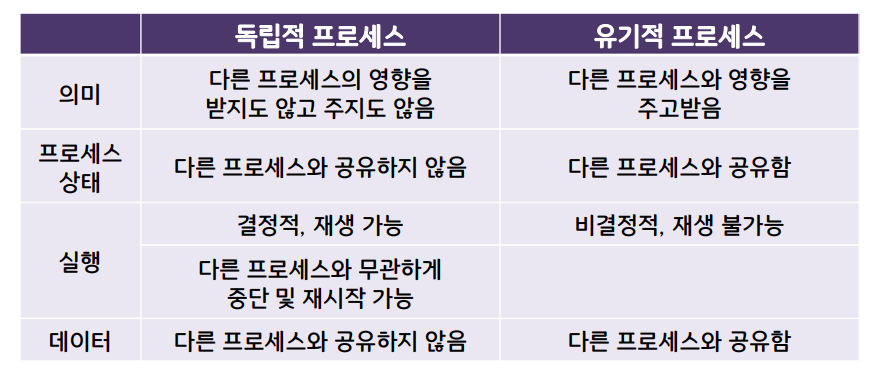 독립적 프로세스
유기적 프로세스
의미
다른 프로세스의 영향을
받지도 않고 주지도 않음
다른 프로세스와 영향을
주고받음
프로세스
상태
다른 프로세스와 공유하지 않음
다른 프로세스와 공유함
실행
결정적, 재생 가능
비결정적, 재생 불가능
다른 프로세스와 무관하게
중단 및 재시작 가능
데이터
다른 프로세스와 공유하지 않음
다른 프로세스와 공유함